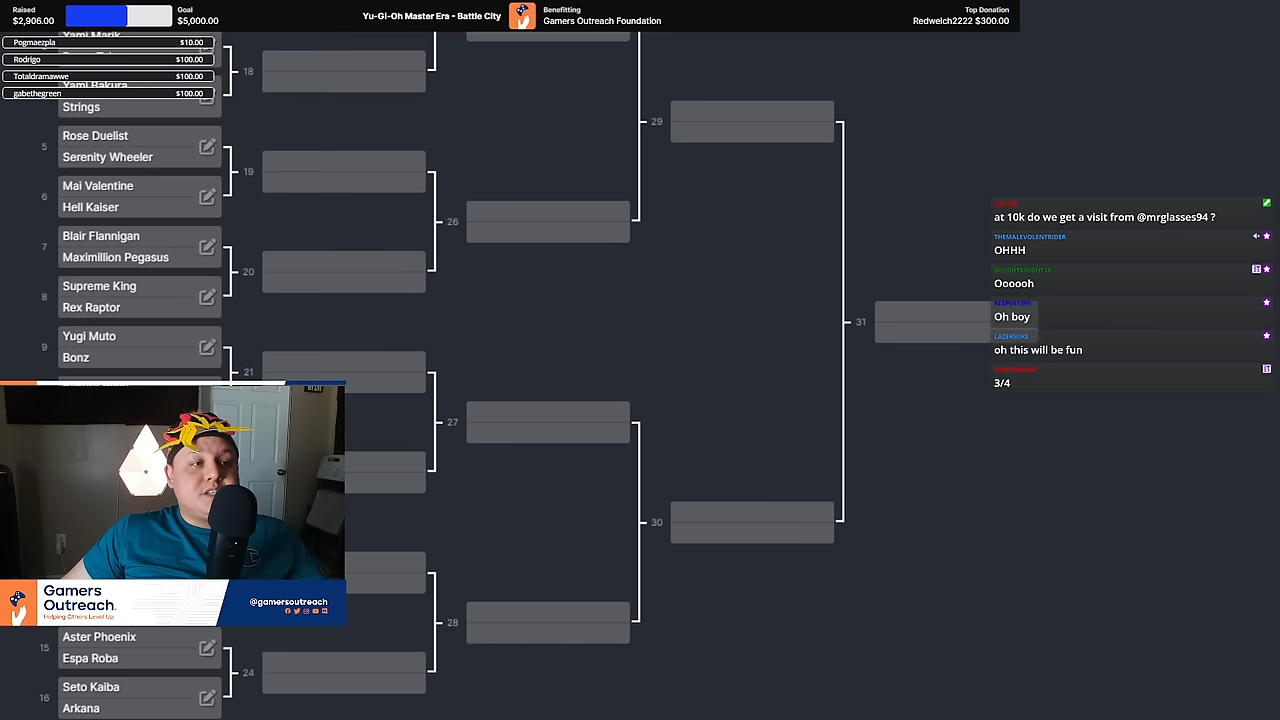 Raised
$2,906.00
Goal
$5,000.00
Yu-Gi-Oh Master Era - Battle City
Benefitting
Gamers Outreach Foundation
Top Donation
Redwelch2222 $300.00
Yami Marik
Pogmaezpla $10.00
Rodrigo $100.00
Totaldramawwe $100.00
gabethegreen $100.00
Yami Bakura
Strings
18
5
Rose Duelist
Serenity Wheeler
19
6
Mai Valentine
Hell Kaiser
26
7
Blair Flannigan
Maximillion Pegasus
20
8
Supreme King
Rex Raptor
29
9
Yugi Muto
Bonz
21
27
31
30
28
15
Aster Phoenix
Espa Roba
24
16
Seto Kaiba
Arkana
at 10k do we get a visit from @mrglasses94 ?
THEMALEVOLENTRIDER
OHHH
Oooooh
Oh boy
LAZERMIKE
oh this will be fun
3/4
Gamers
Outreach.
Helping Others Level Up
@gamersoutreach